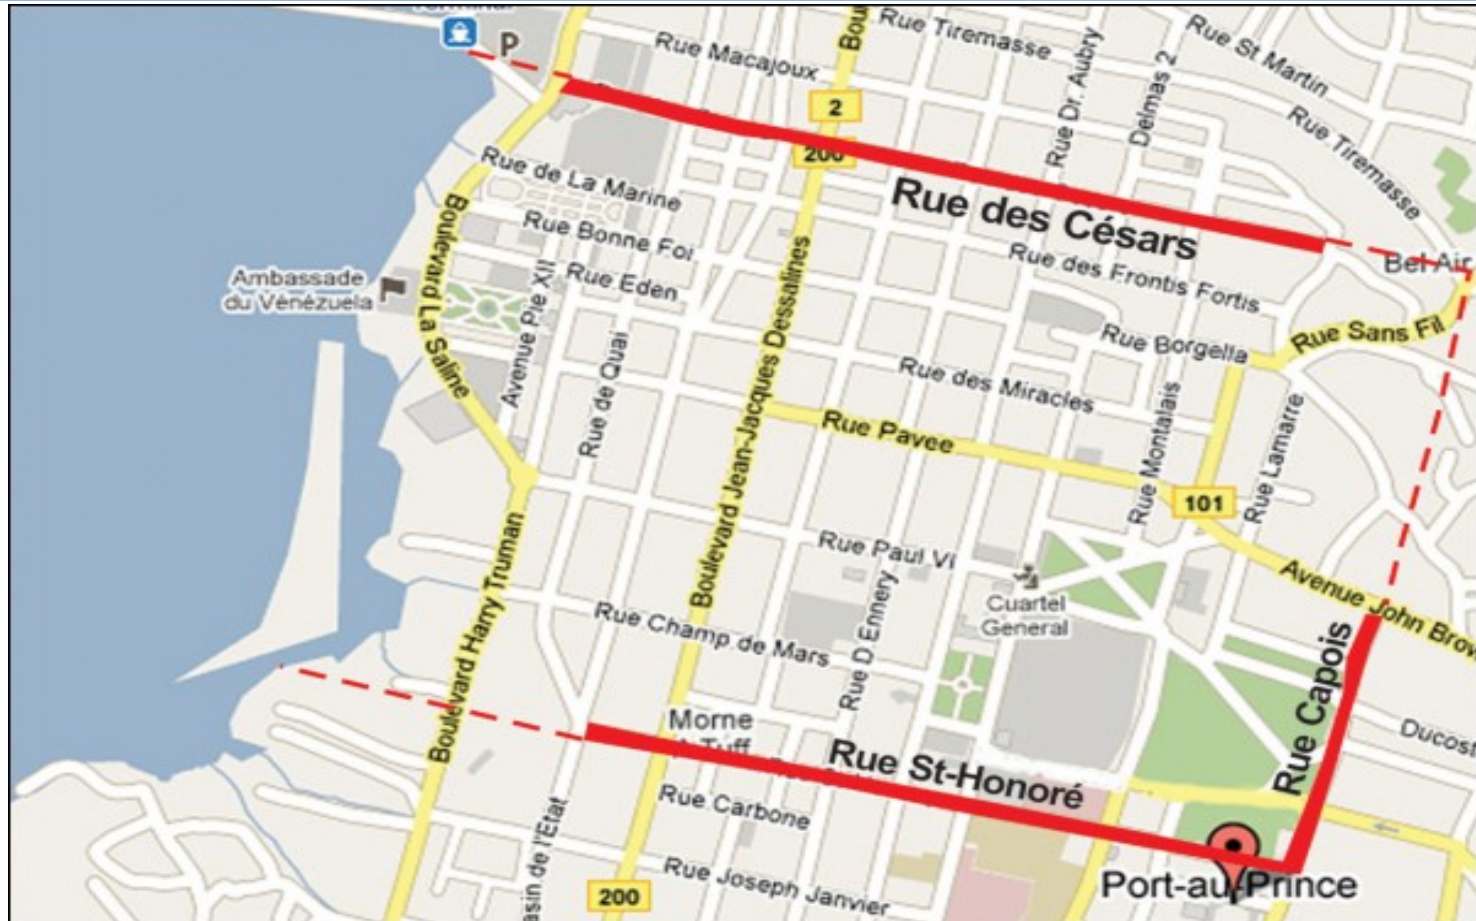 Terminal
P
Rue Macajoux
Rue Tiremasse
Rue St Martin
Rue Dr. Aubry
Delmas 2
2
200
Rue Tiremasse
Rue de La Marine
Rue des Césars
Rue Bonne Foi
Boulevard La Saline
Rue Eden
Rue des Frontis Fortis
Bel Air
Ambassade
du Vénézuela
Avenue Pie XII
Boulevard Jean-Jacques Dessalines
Rue Sans Fil
Rue Borgella
Rue de Quai
Rue des Miracles
Rue Pavee
Rue Montalais
Rue Lamarre
101
Boulevard Harry Truman
Rue Paul VI
Avenue John Brow
Cuartel
General
Rue D Ennery
Rue Champ de Mars
Rue Capois
Morne
A Tuff
Rue St-Honoré
Rue Carbone
Port-au-Prince
Rue Joseph Janvier
200